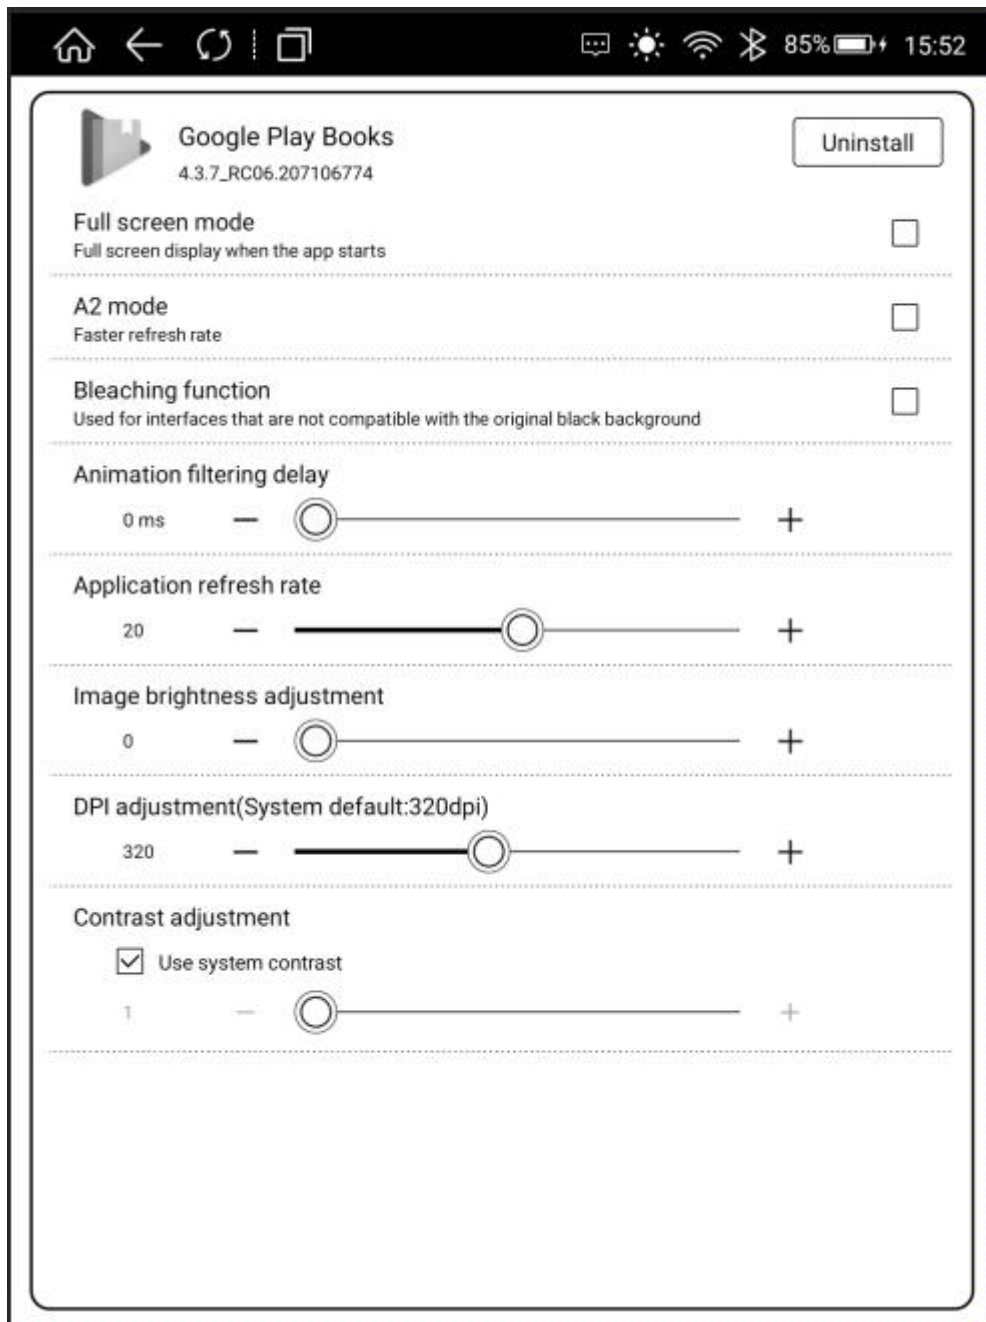 85% 15:52
Google Play Books
Uninstall
4.3.7_RC06.207106774
Full screen mode
Full screen display when the app starts
A2 mode
Faster refresh rate
Bleaching function
Used for interfaces that are not compatible with the original black background
Animation filtering delay
0 ms − +
Application refresh rate
20 − +
Image brightness adjustment
0 − +
DPI adjustment(System default:320dpi)
320 − +
Contrast adjustment
Use system contrast
1 − +